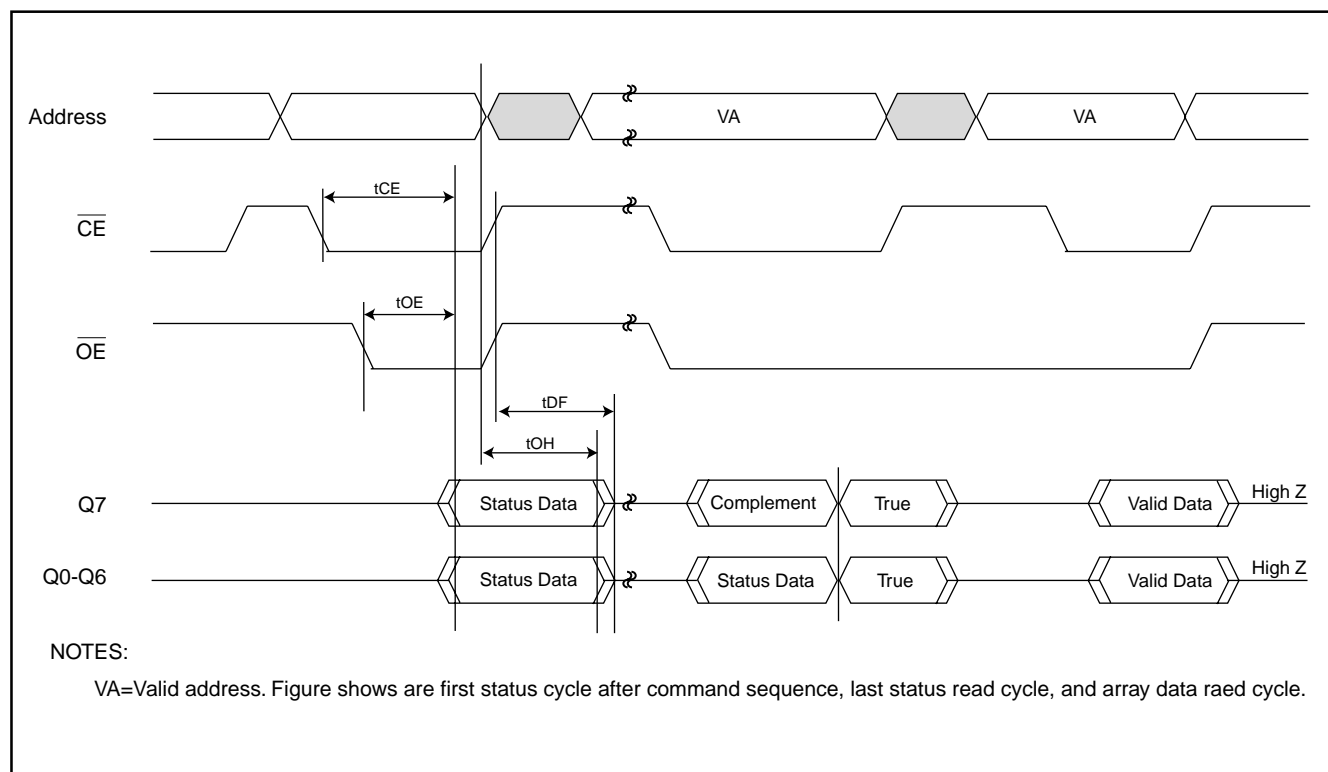 Address
VA
VA
tCE
CE
tOE
OE
tDF
tOH
Q7
Status Data
Complement
True
Valid Data
High Z
Q0-Q6
Status Data
Status Data
True
Valid Data
High Z
NOTES:
VA=Valid address. Figure shows are first status cycle after command sequence, last status read cycle, and array data raed cycle.